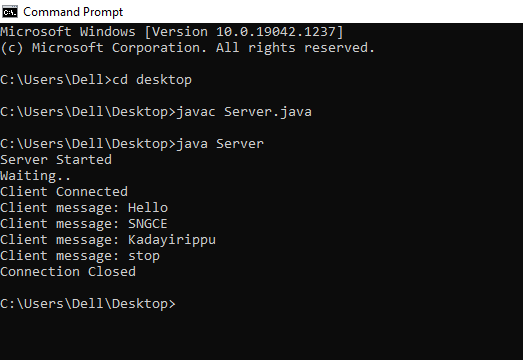 Command Prompt
Microsoft Windows [Version 10.0.19042.1237]
(c) Microsoft Corporation. All rights reserved.
C:\Users\Dell>cd desktop
C:\Users\Dell\Desktop>javac Server.java
C:\Users\Dell\Desktop>java Server
Server Started
Waiting..
Client Connected
Client message: Hello
Client message: SNGCE
Client message: Kadayirippu
Client message: stop
Connection Closed
C:\Users\Dell\Desktop>